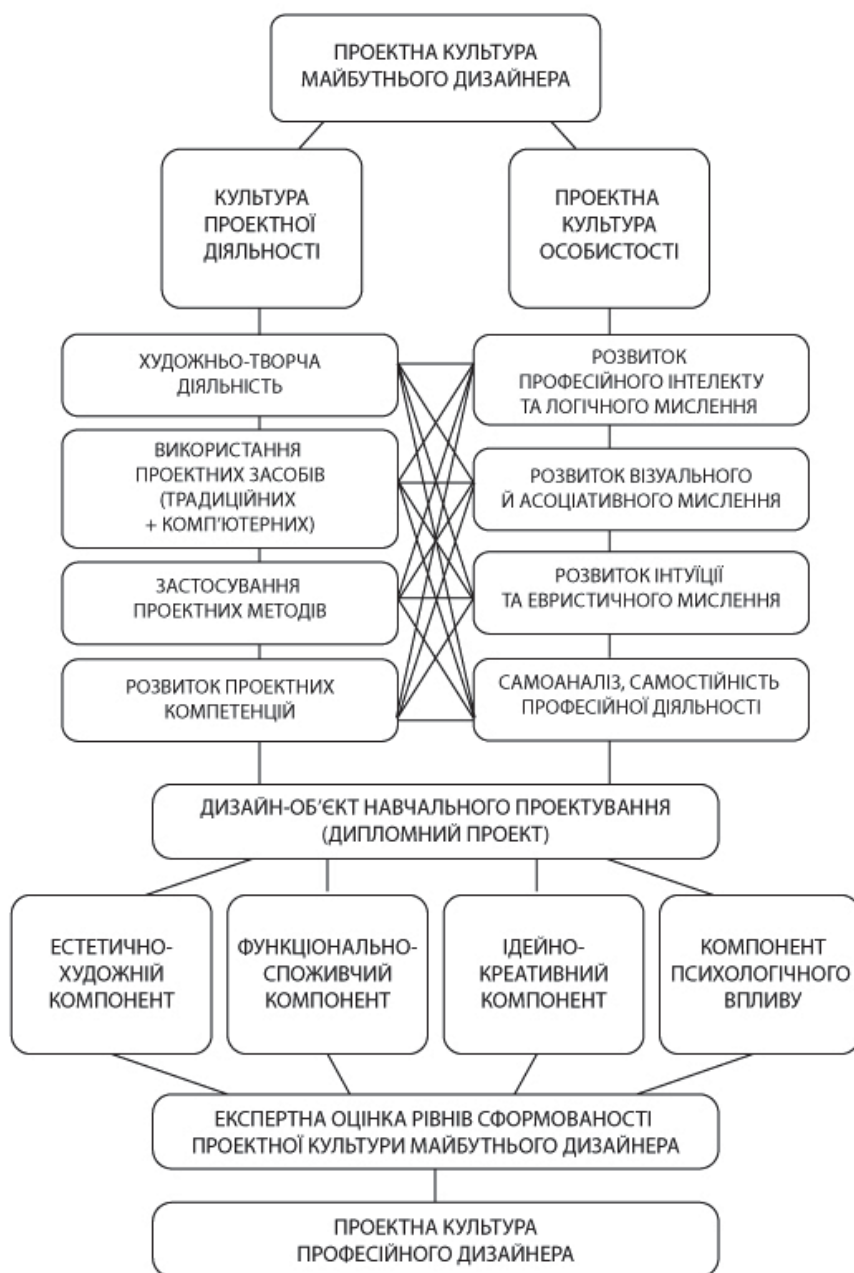 ПРОЕКТНА КУЛЬТУРА
МАЙБУТНЬОГО ДИЗАЙНЕРА
КУЛЬТУРА
ПРОЕКТНОЇ
ДІЯЛЬНОСТІ
ПРОЕКТНА
КУЛЬТУРА
ОСОБИСТОСТІ
ХУДОЖНЬО-ТВОРЧА
ДІЯЛЬНІСТЬ
ВИКОРИСТАННЯ
ПРОЕКТНИХ ЗАСОБІВ
(ТРАДИЦІЙНИХ
+ КОМП’ЮТЕРНИХ)
ЗАСТОСУВАННЯ
ПРОЕКТНИХ МЕТОДІВ
РОЗВИТОК ПРОЕКТНИХ
КОМПЕТЕНЦІЙ
РОЗВИТОК
ПРОФЕСІЙНОГО ІНТЕЛЕКТУ
ТА ЛОГІЧНОГО МИСЛЕННЯ
РОЗВИТОК ВІЗУАЛЬНОГО
Й АСОЦІАТИВНОГО МИСЛЕННЯ
РОЗВИТОК ІНТУЇЦІЇ
ТА ЕВРИСТИЧНОГО МИСЛЕННЯ
САМОАНАЛІЗ, САМОСТІЙНІСТЬ
ПРОФЕСІЙНОЇ ДІЯЛЬНОСТІ
ДИЗАЙН-ОБ’ЄКТ НАВЧАЛЬНОГО ПРОЕКТУВАННЯ
(ДИПЛОМНИЙ ПРОЕКТ)
ЕСТЕТИЧНО-
ХУДОЖНІЙ
КОМПОНЕНТ
ФУНКЦІОНАЛЬНО-
СПОЖИВЧИЙ
КОМПОНЕНТ
ІДЕЙНО-
КРЕАТИВНИЙ
КОМПОНЕНТ
КОМПОНЕНТ
ПСИХОЛОГІЧНОГО
ВПЛИВУ
ЕКСПЕРТНА ОЦІНКА РІВНІВ СФОРМОВАНОСТІ
ПРОЕКТНОЇ КУЛЬТУРИ МАЙБУТНЬОГО ДИЗАЙНЕРА
ПРОЕКТНА КУЛЬТУРА
ПРОФЕСІЙНОГО ДИЗАЙНЕРА